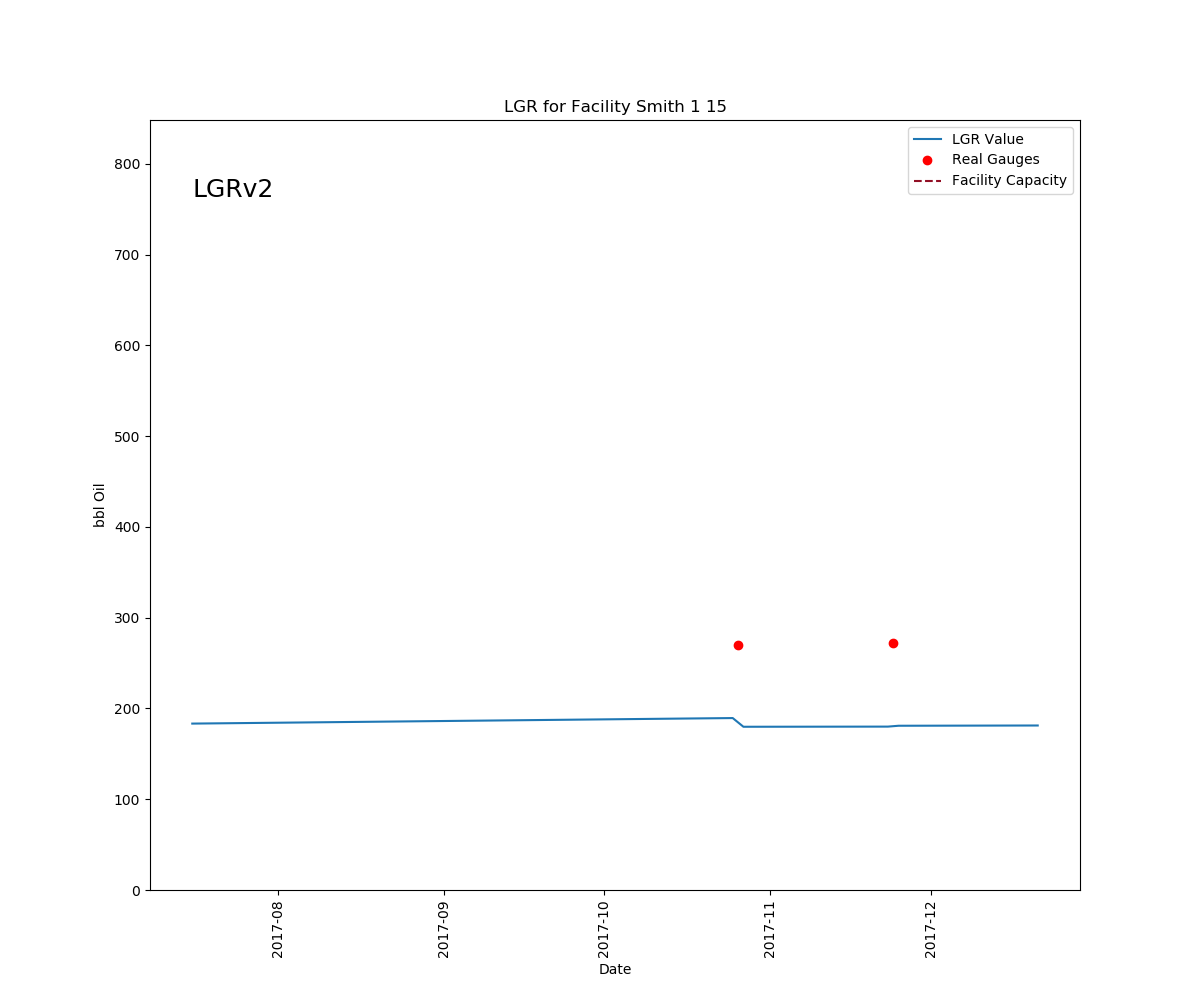 LGR for Facility Smith 1 15
LGRv2
LGR Value
Real Gauges
Facility Capacity
800
700
600
500
400
300
200
100
0
bbl Oil
2017-08
2017-09
2017-10
2017-11
2017-12
Date